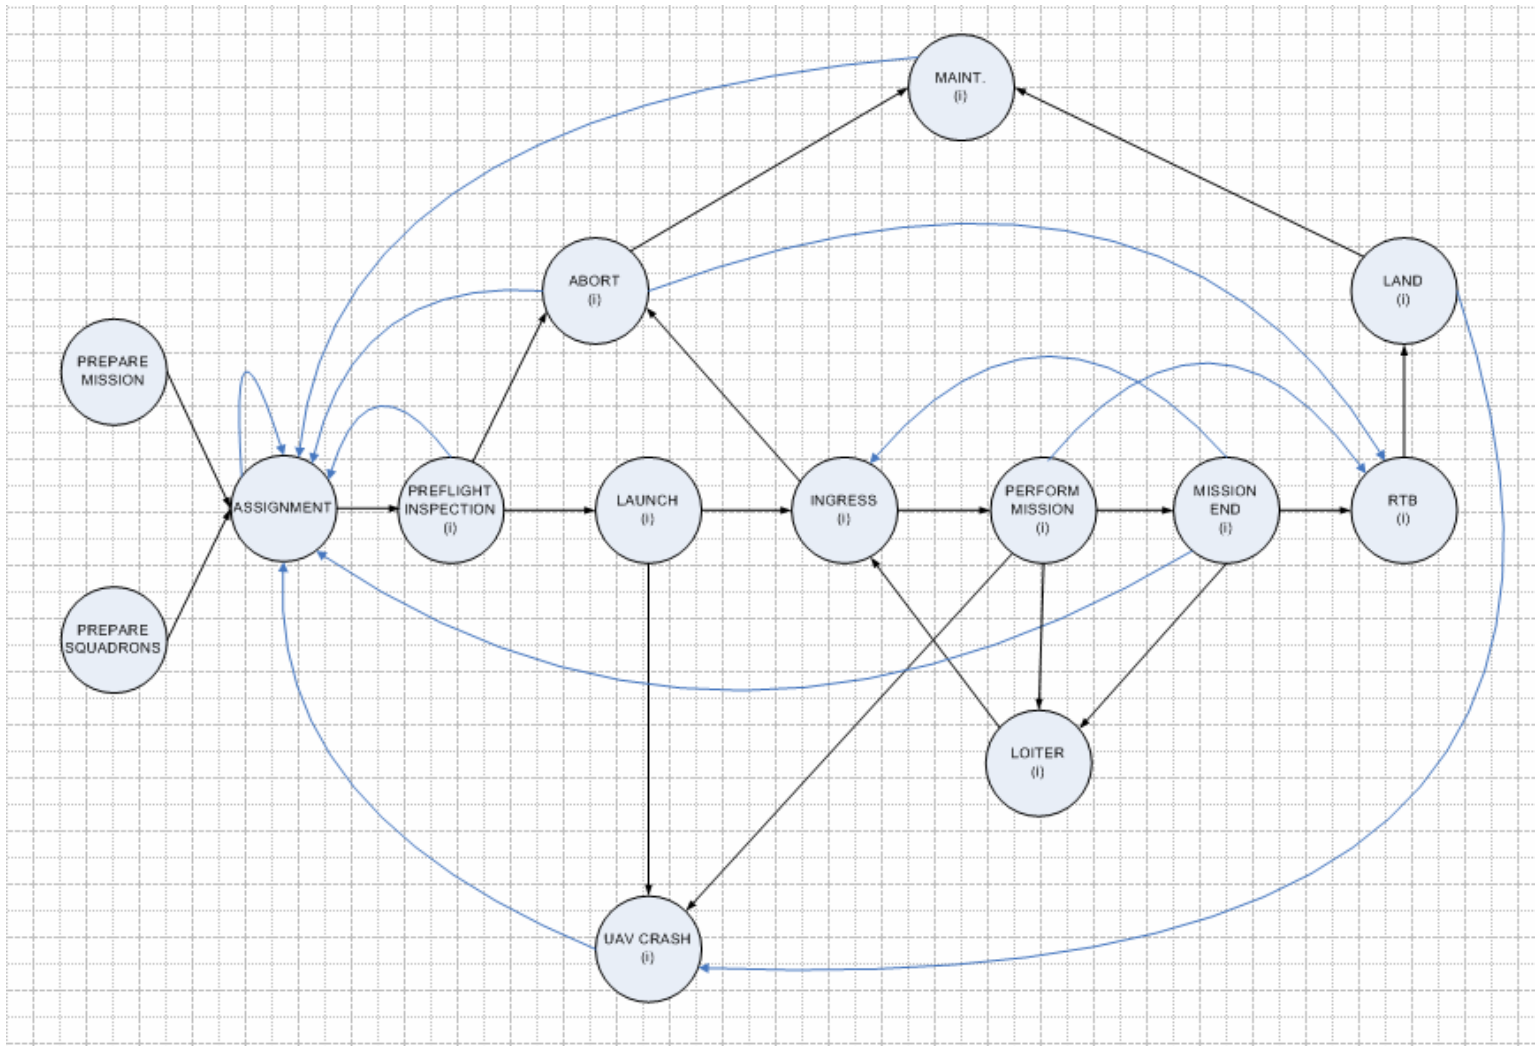 MAINT.
(i)
ABORT
(i)
LAND
(i)
PREPARE
MISSION
ASSIGNMENT
PREFLIGHT
INSPECTION
(i)
LAUNCH
(i)
INGRESS
(i)
PERFORM
MISSION
(i)
MISSION
END
(i)
RTB
(i)
PREPARE
SQUADRONS
LOITER
(i)
UAV CRASH
(i)